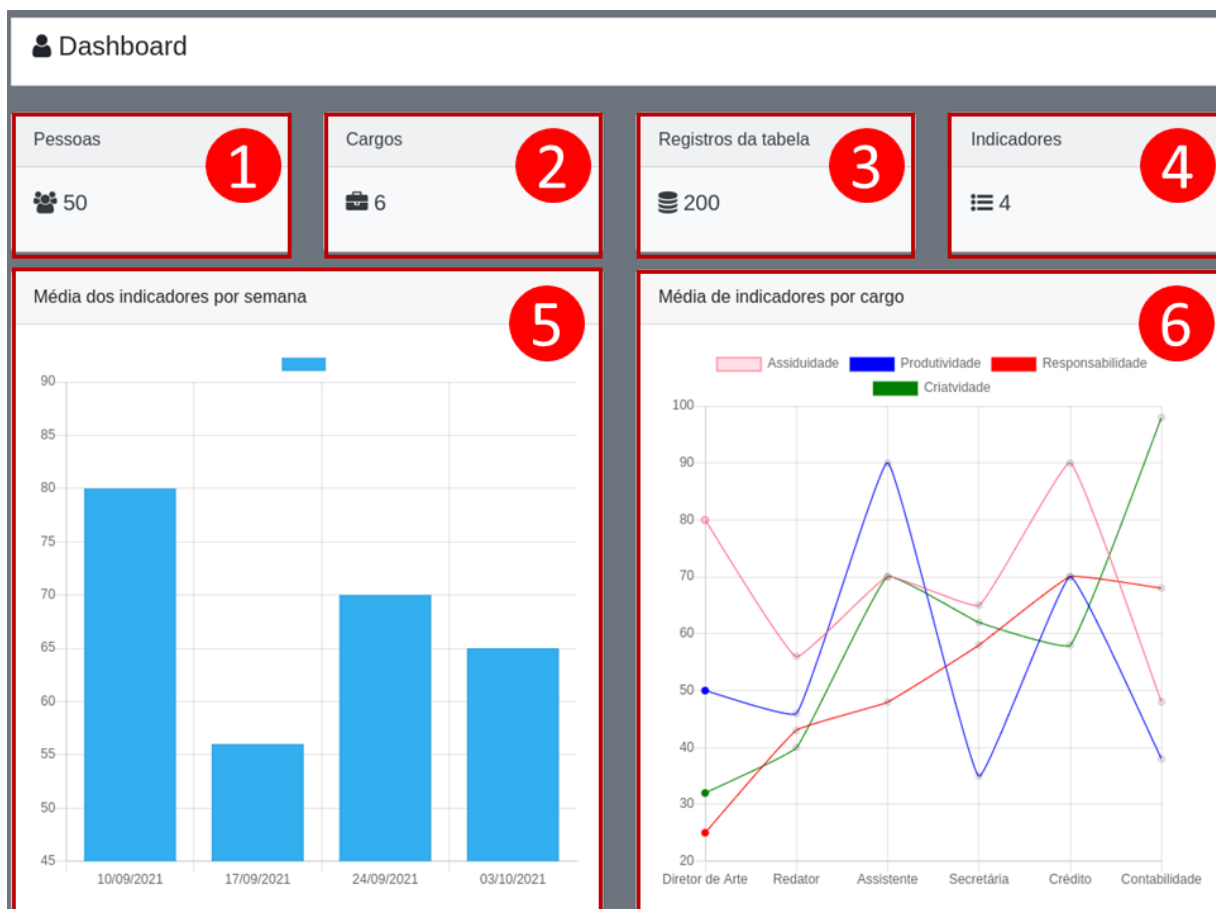 Dashboard
Pessoas
1
50
Cargos
2
6
Registros da tabela
3
200
Indicadores
4
4
Média dos indicadores por semana
5
90
85
80
75
70
65
60
55
50
45
10/09/2021 17/09/2021 24/09/2021 03/10/2021
Média de indicadores por cargo
6
Assiduidade Produtividade Responsabilidade
Criatvidade
100
90
80
70
60
50
40
30
20
Diretor de Arte Redator Assistente Secretária Crédito Contabilidade